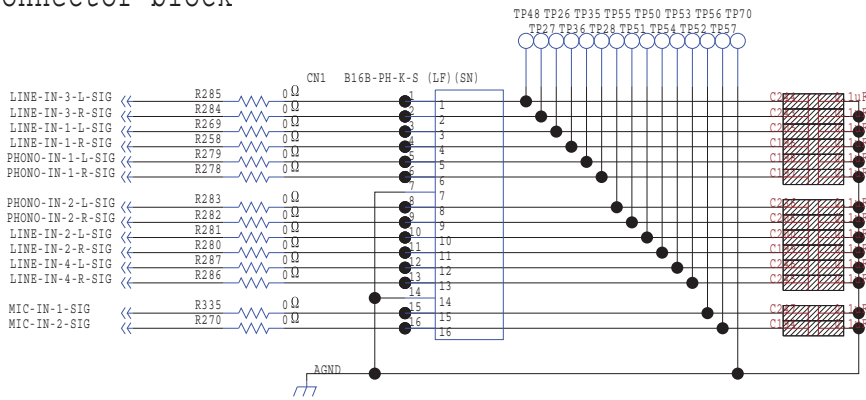 onnector block
TP48 TP26 TP35 TP55 TP50 TP53 TP56 TP70
TP27 TP36 TP28 TP51 TP54 TP52 TP57
CN1 B16B-PH-K-S (LF)(SN)
LINE-IN-3-L-SIG R285 0Ω 1 1
LINE-IN-3-R-SIG R284 0Ω 2 2
LINE-IN-1-L-SIG R269 0Ω 3 3
LINE-IN-1-R-SIG R258 0Ω 4 4
PHONO-IN-1-L-SIG R279 0Ω 5 5
PHONO-IN-1-R-SIG R278 0Ω 6 6
7 7
PHONO-IN-2-L-SIG R283 0Ω 8 8
PHONO-IN-2-R-SIG R282 0Ω 9 9
LINE-IN-2-L-SIG R281 0Ω 10 10
LINE-IN-2-R-SIG R280 0Ω 11 11
LINE-IN-4-L-SIG R287 0Ω 12 12
LINE-IN-4-R-SIG R286 0Ω 13 13
14 14
MIC-IN-1-SIG R335 0Ω 15 15
MIC-IN-2-SIG R270 0Ω 16 16
AGND